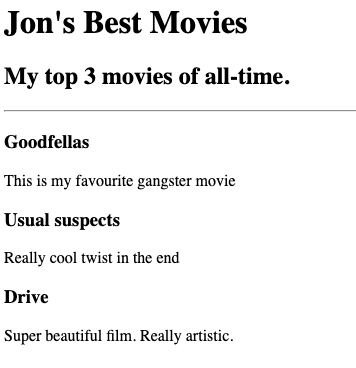 Jon's Best Movies
My top 3 movies of all-time.
Goodfellas
This is my favourite gangster movie
Usual suspects
Really cool twist in the end
Drive
Super beautiful film. Really artistic.